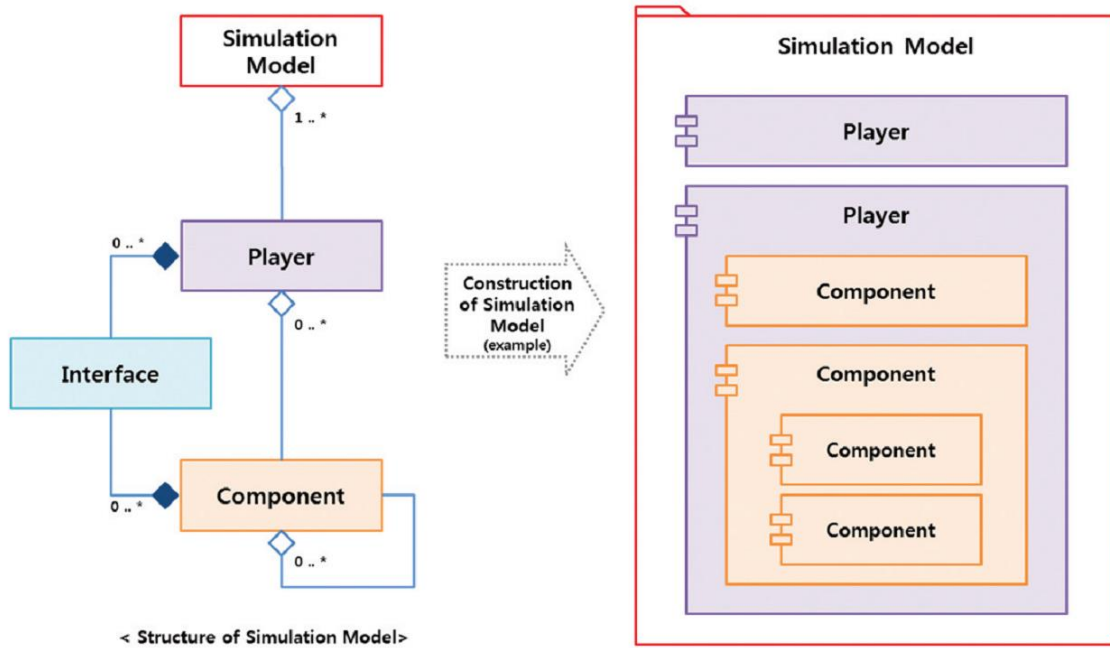 Simulation
Model
1 .. *
0 .. *
Player
0 .. *
Interface
Component
0 .. *
0 .. *
< Structure of Simulation Model>
Construction
of Simulation
Model
(example)
Simulation Model
Player
Player
Component
Component
Component
Component